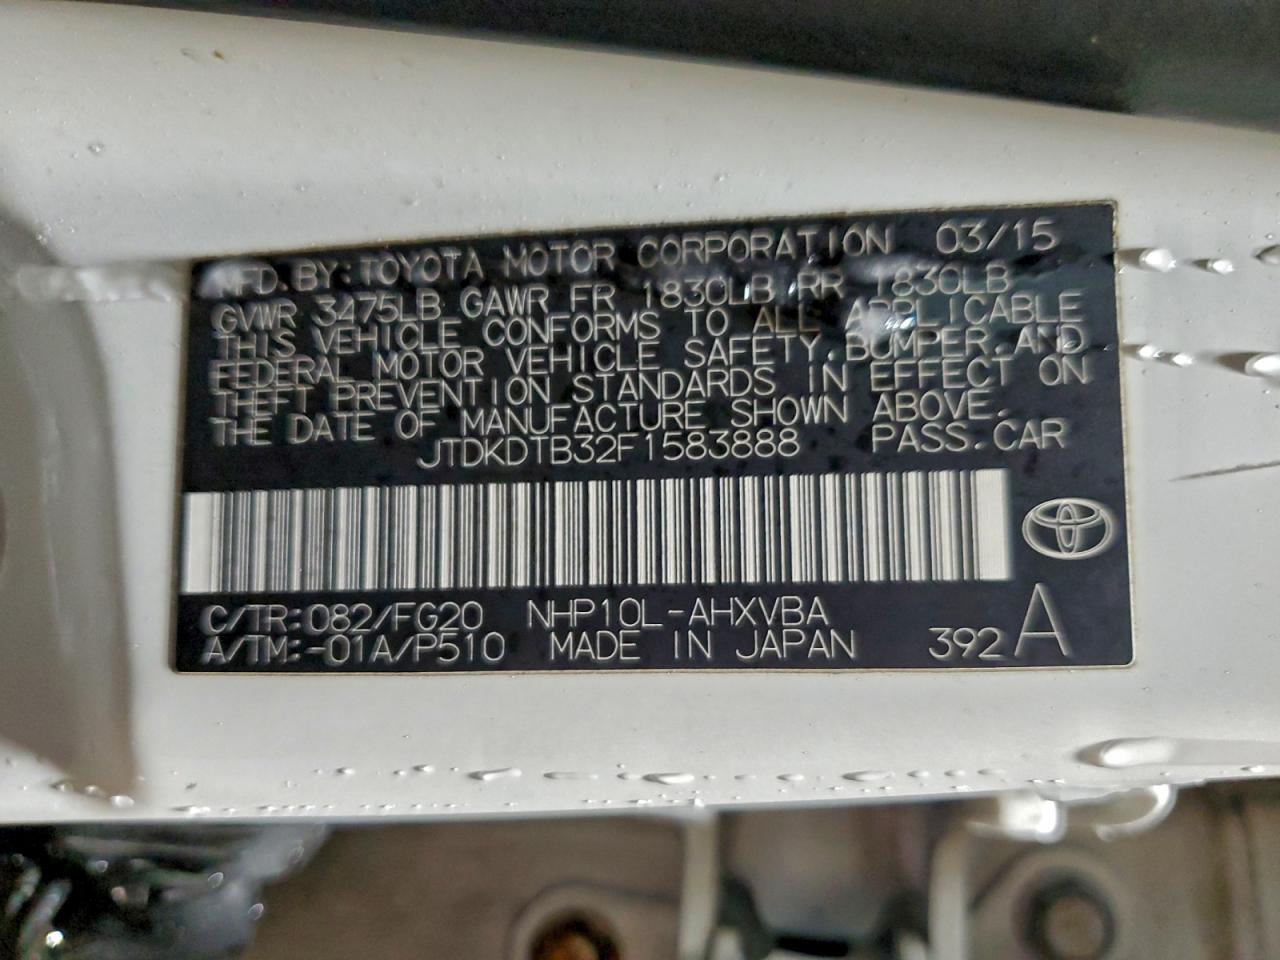 MFD. BY: TOYOTA MOTOR CORPORATION 03/15
GVWR 3475LB GAWR FR 1830LB RR 1830LB
THIS VEHICLE CONFORMS TO ALL APPLICABLE
FEDERAL MOTOR VEHICLE SAFETY, BUMPER, AND
THEFT PREVENTION STANDARDS IN EFFECT ON
THE DATE OF MANUFACTURE SHOWN ABOVE.
JTDKDTB32F1583888 PASS. CAR
C/TR: 082/FG20 NHP10L-AHXVBA
A/TM: -01A/P510 MADE IN JAPAN 392 A